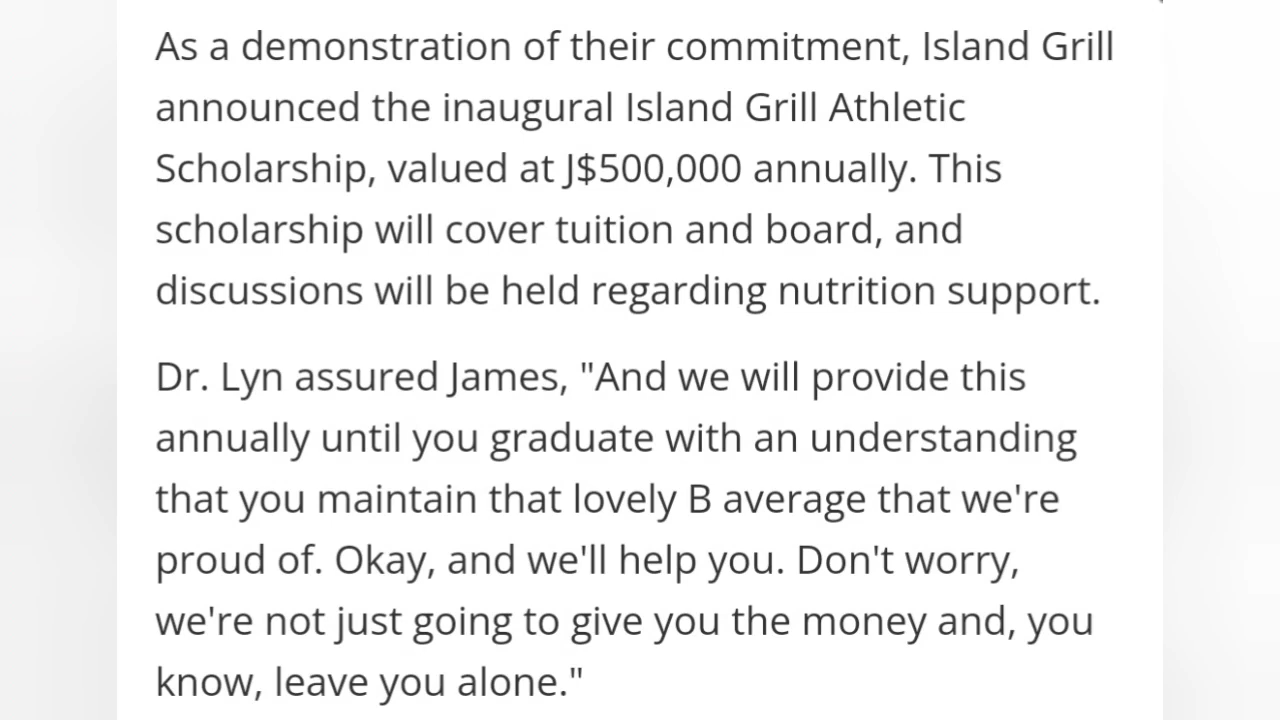 As a demonstration of their commitment, Island Grill
announced the inaugural Island Grill Athletic
Scholarship, valued at J$500,000 annually. This
scholarship will cover tuition and board, and
discussions will be held regarding nutrition support.
Dr. Lyn assured James, "And we will provide this
annually until you graduate with an understanding
that you maintain that lovely B average that we're
proud of. Okay, and we'll help you. Don't worry,
we're not just going to give you the money and, you
know, leave you alone."